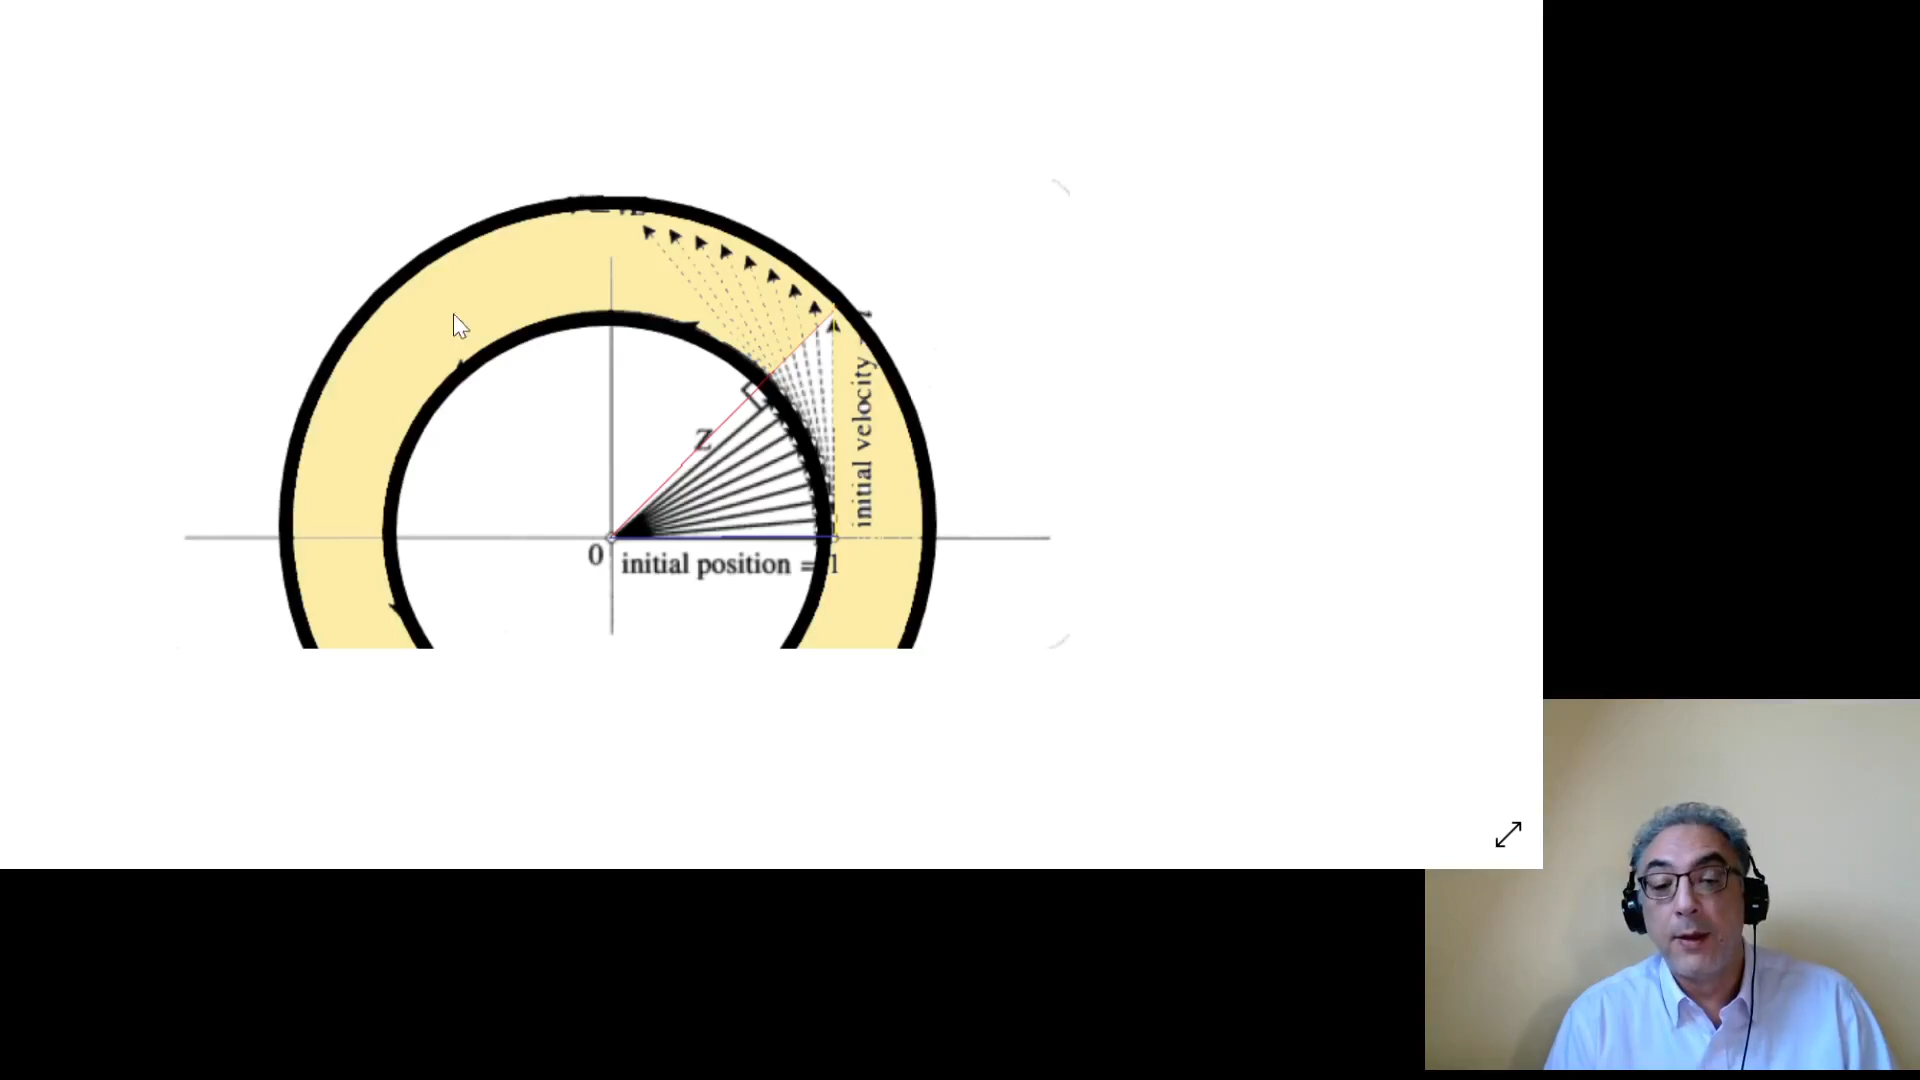 Z
0
initial position = 1
initial velocity